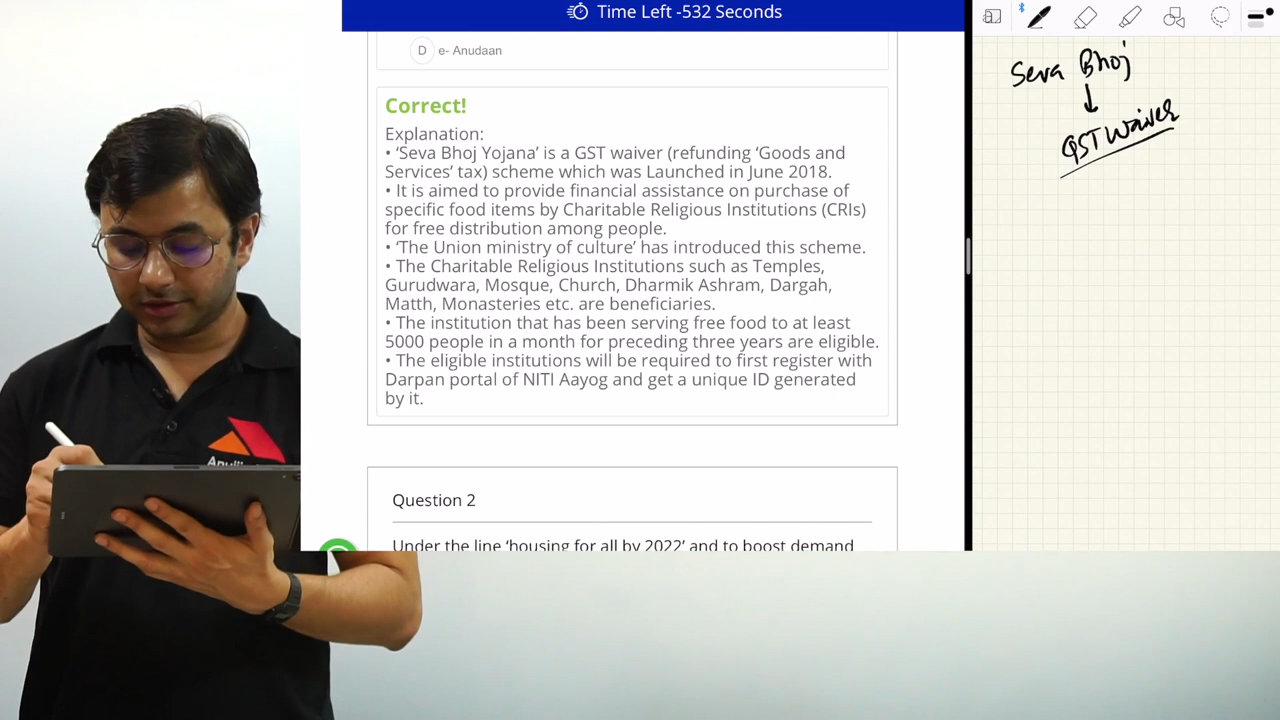 Time Left -532 Seconds
D e- Anudaan
Correct!
Explanation:
• ‘Seva Bhoj Yojana’ is a GST waiver (refunding ‘Goods and
Services’ tax) scheme which was Launched in June 2018.
• It is aimed to provide financial assistance on purchase of
specific food items by Charitable Religious Institutions (CRIs)
for free distribution among people.
• ‘The Union ministry of culture’ has introduced this scheme.
• The Charitable Religious Institutions such as Temples,
Gurudwara, Mosque, Church, Dharmik Ashram, Dargah,
Matth, Monasteries etc. are beneficiaries.
• The institution that has been serving free food to at least
5000 people in a month for preceding three years are eligible.
• The eligible institutions will be required to first register with
Darpan portal of NITI Aayog and get a unique ID generated
by it.
Question 2
Under the line ‘housing for all by 2022’ and to boost demand
Seva Bhoj
GST Waiver